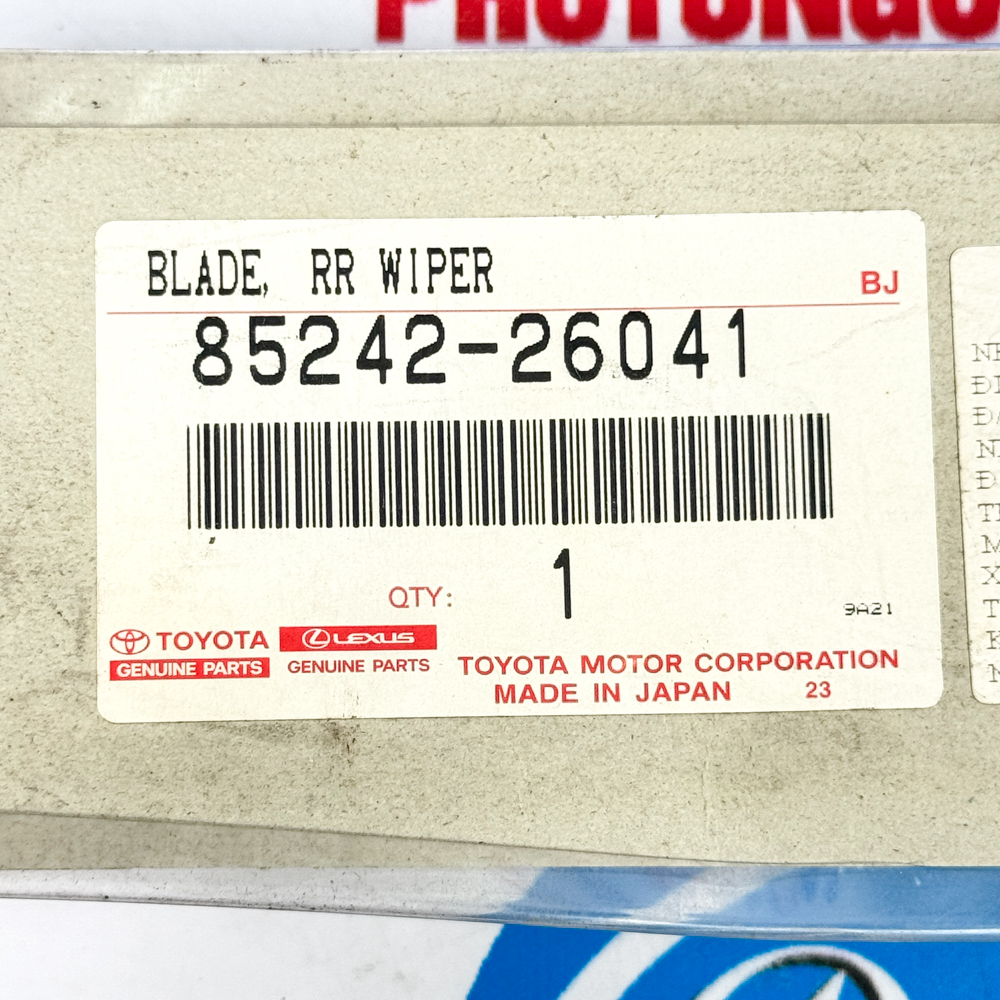 BLADE, RR WIPER
BJ
85242-26041
QTY: 1
9A21
TOYOTA
LEXUS
GENUINE PARTS
GENUINE PARTS
TOYOTA MOTOR CORPORATION
MADE IN JAPAN 23